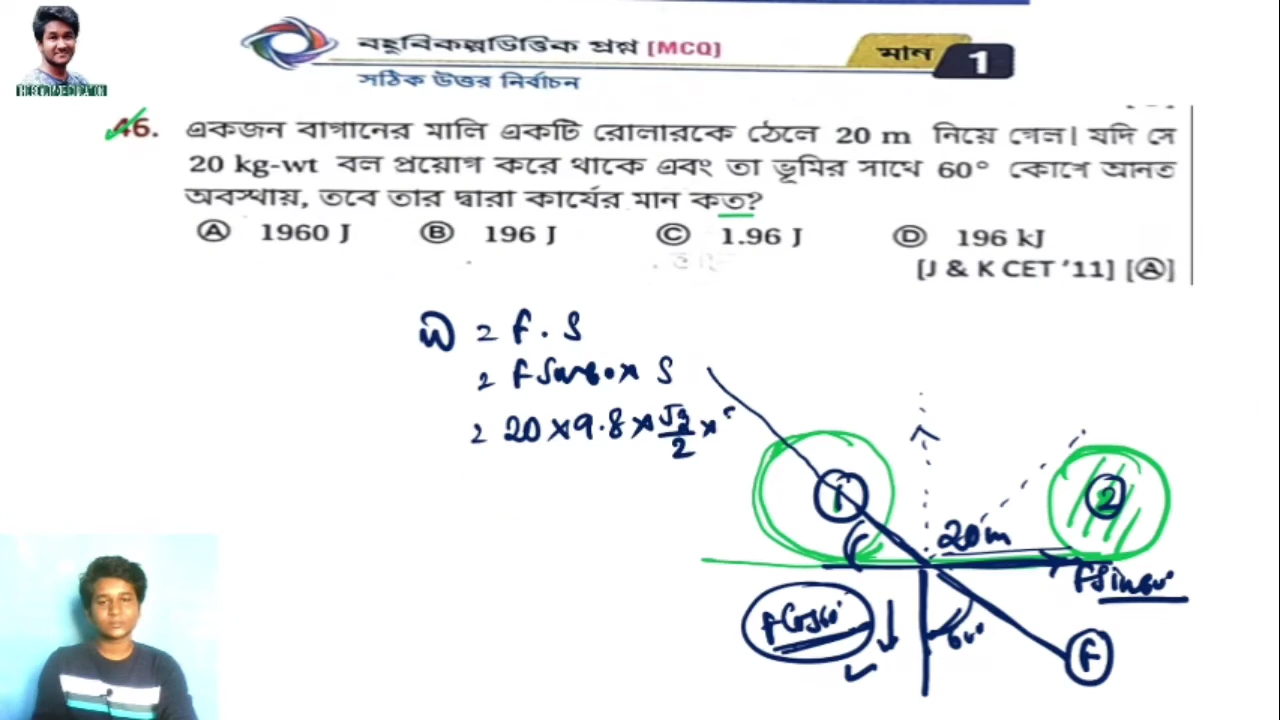 বহুবিকল্পভিত্তিক প্রশ্ন [MCQ] মান 1
সঠিক উত্তর নির্বাচন
46. একজন বাগানের মালি একটি রোলারকে ঠেলে 20 m নিয়ে গেল। যদি সে
20 kg-wt বল প্রয়োগ করে থাকে এবং তা ভূমির সাথে 60° কোণে আনত
অবস্থায়, তবে তার দ্বারা কার্যের মান কত?
Ⓐ 1960 J Ⓑ 196 J Ⓒ 1.96 J Ⓓ 196 kJ
[J & K CET ’11] [Ⓐ]
W = F . S
= F Sin60° × S
= 20 × 9.8 × √3/2 ×
1
2
20m
F Sin60°
F Cos60°
60°
F